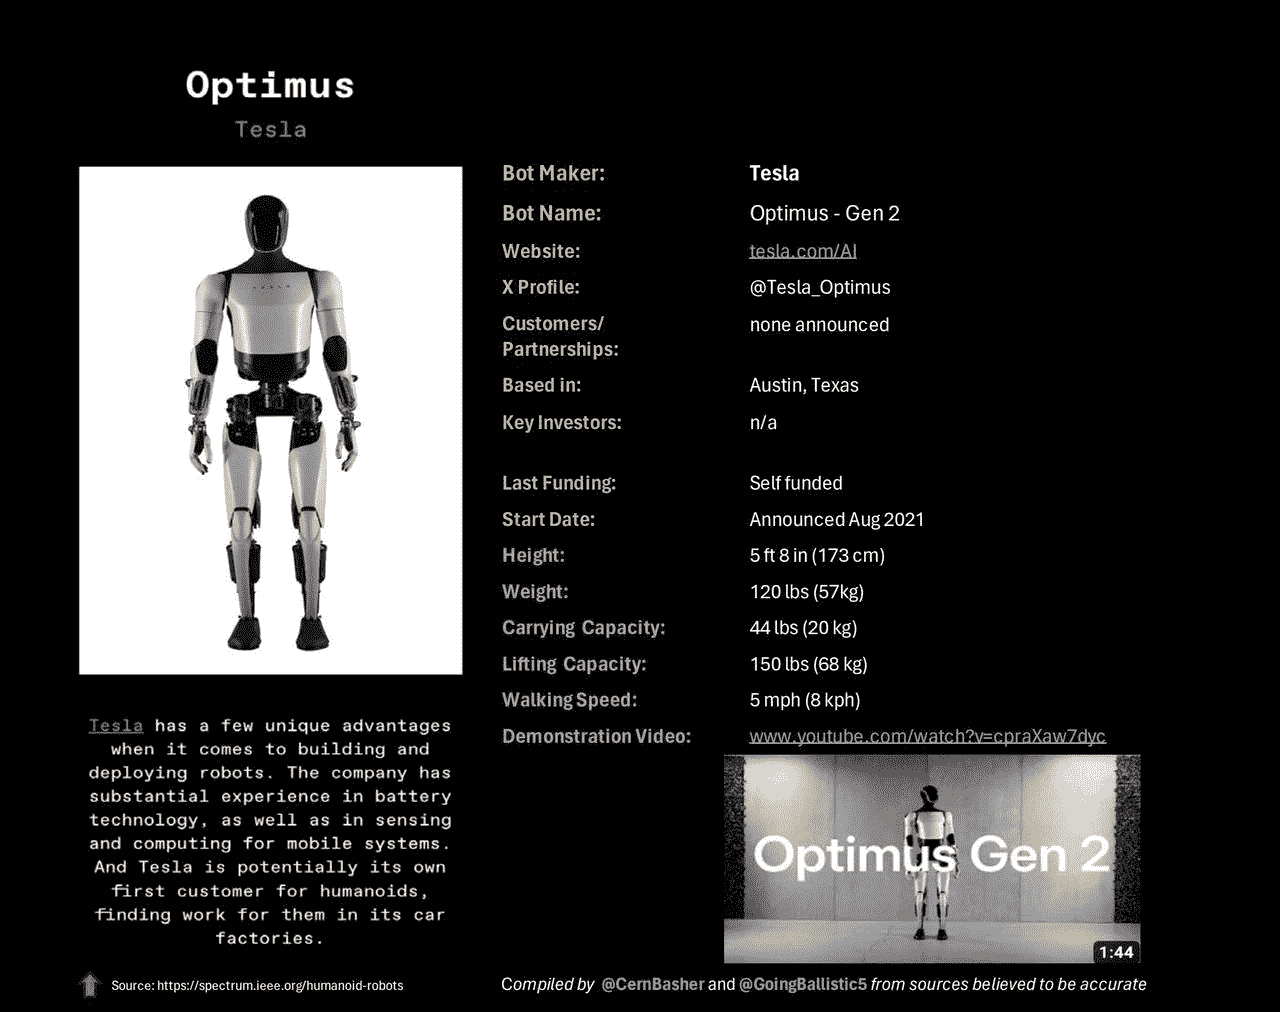 Optimus
Tesla
TESLA
Bot Maker: Tesla
Bot Name: Optimus - Gen 2
Website: tesla.com/AI
X Profile: @Tesla_Optimus
Customers/ none announced
Partnerships:
Based in: Austin, Texas
Key Investors: n/a
Last Funding: Self funded
Start Date: Announced Aug 2021
Height: 5 ft 8 in (173 cm)
Weight: 120 lbs (57kg)
Carrying Capacity: 44 lbs (20 kg)
Lifting Capacity: 150 lbs (68 kg)
Walking Speed: 5 mph (8 kph)
Demonstration Video: www.youtube.com/watch?v=cpraXaw7dyc
Optimus Gen 2
1:44
Tesla has a few unique advantages
when it comes to building and
deploying robots. The company has
substantial experience in battery
technology, as well as in sensing
and computing for mobile systems.
And Tesla is potentially its own
first customer for humanoids,
finding work for them in its car
factories.
Source: https://spectrum.ieee.org/humanoid-robots
Compiled by @CernBasher and @GoingBallistic5 from sources believed to be accurate